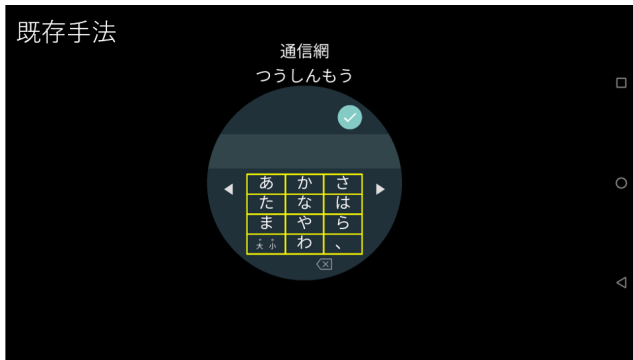 既存手法
通信網
つうしんもう
あ か さ
た な は
ま や ら
大 小 わ 、